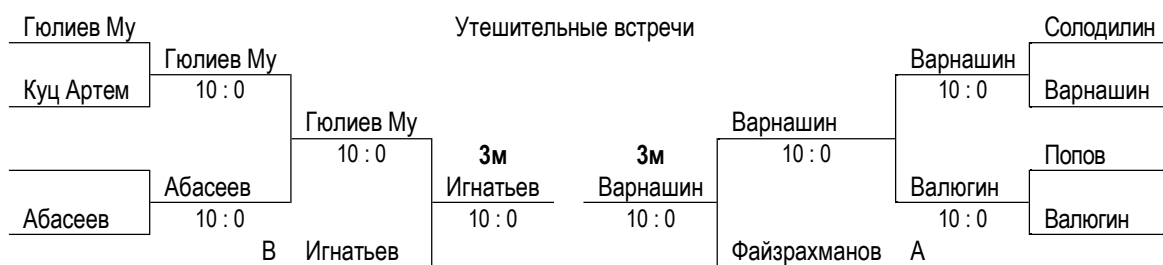 Гюлиев Му Утешительные встречи Солодилин
Гюлиев Му Варнашин
Куц Артем 10 : 0 10 : 0 Варнашин
Гюлиев Му Варнашин
10 : 0 3м 3м 10 : 0 Попов
Абасеев Игнатьев Варнашин Валюгин
Абасеев 10 : 0 10 : 0 10 : 0 10 : 0 Валюгин
В Игнатьев Файзрахманов А